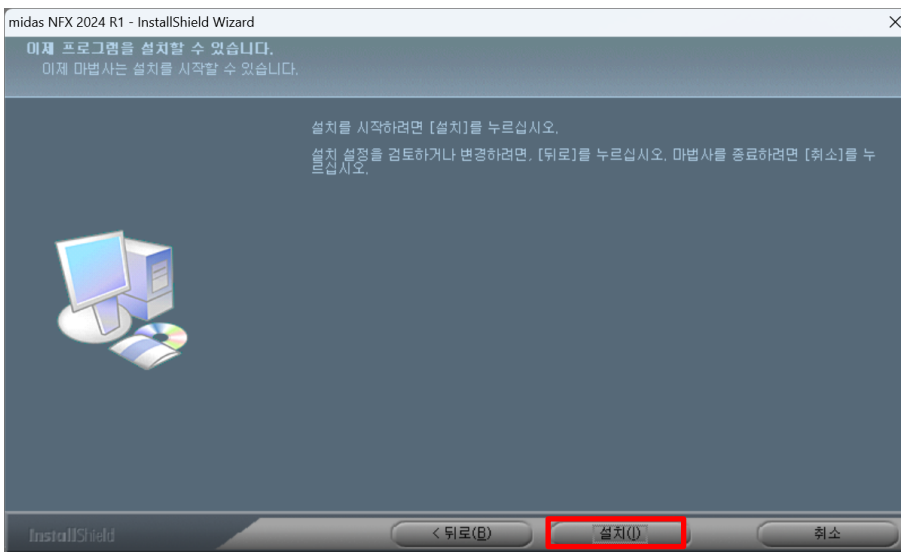 midas NFX 2024 R1 - InstallShield Wizard
이제 프로그램을 설치할 수 있습니다.
이제 마법사는 설치를 시작할 수 있습니다.
설치를 시작하려면 [설치]를 누르십시오.
설치 설정을 검토하거나 변경하려면, [뒤로]를 누르십시오. 마법사를 종료하려면 [취소]를 누
르십시오.
InstallShield
< 뒤로(B)
설치(I)
취소